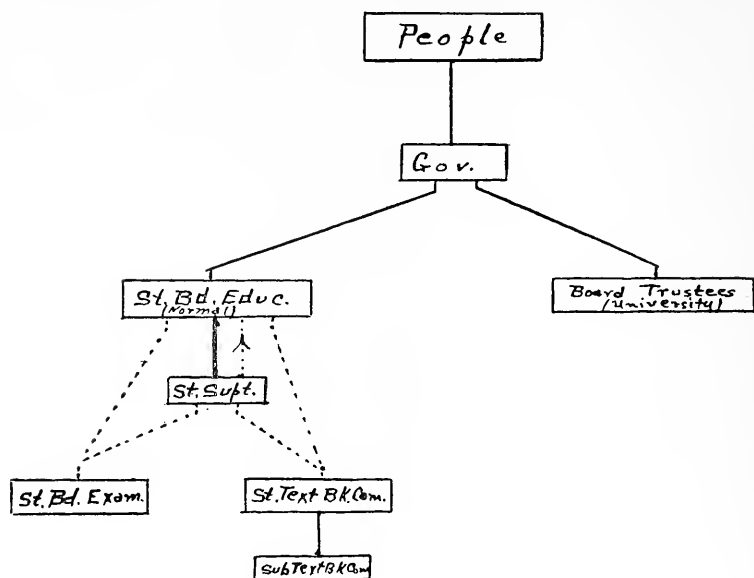 People
Gov.
St. Bd. Educ.
(Normal)
Board Trustees
(University)
St. Supt.
St. Bd. Exam.
St. Text Bk. Com.
Sub Text Bk Com